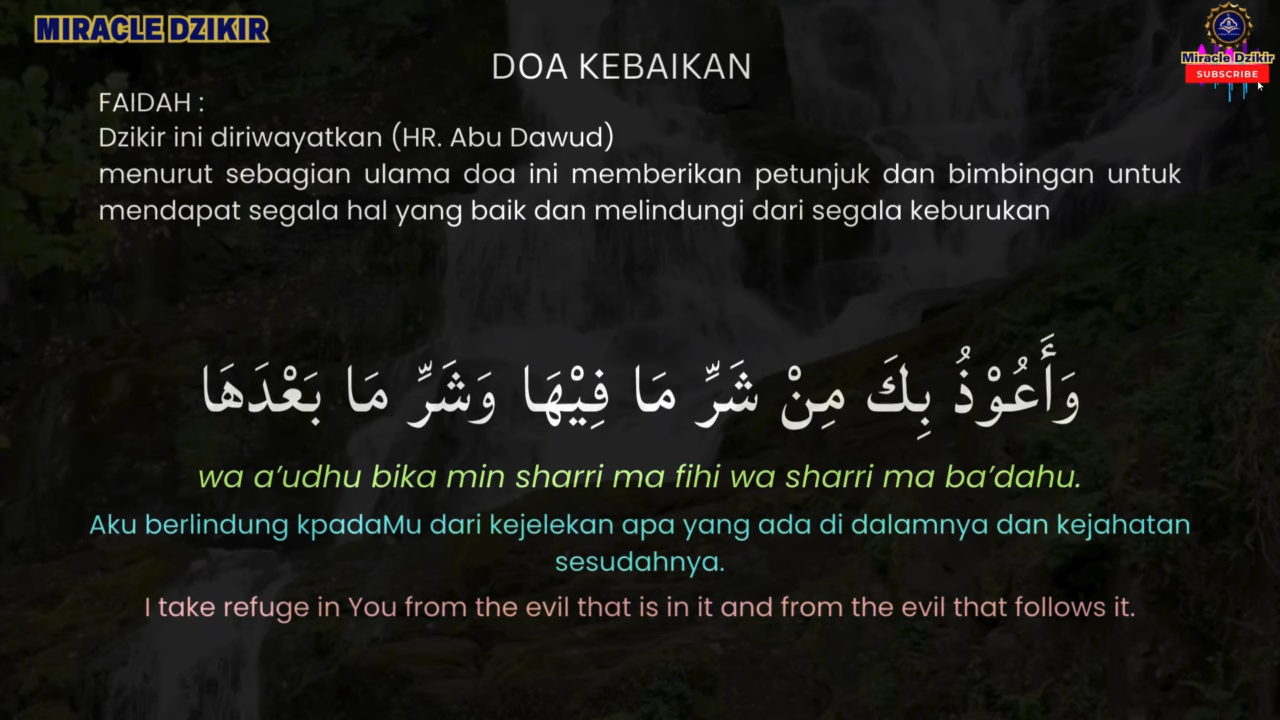 MIRACLE DZIKIR
Miracle Dzikir
SUBSCRIBE
DOA KEBAIKAN
FAIDAH :
Dzikir ini diriwayatkan (HR. Abu Dawud)
menurut sebagian ulama doa ini memberikan petunjuk dan bimbingan untuk
mendapat segala hal yang baik dan melindungi dari segala keburukan
وَأَعُوْذُ بِكَ مِنْ شَرِّ مَا فِيْهَا وَشَرِّ مَا بَعْدَهَا
wa a’udhu bika min sharri ma fihi wa sharri ma ba’dahu.
Aku berlindung kpadaMu dari kejelekan apa yang ada di dalamnya dan kejahatan
sesudahnya.
I take refuge in You from the evil that is in it and from the evil that follows it.